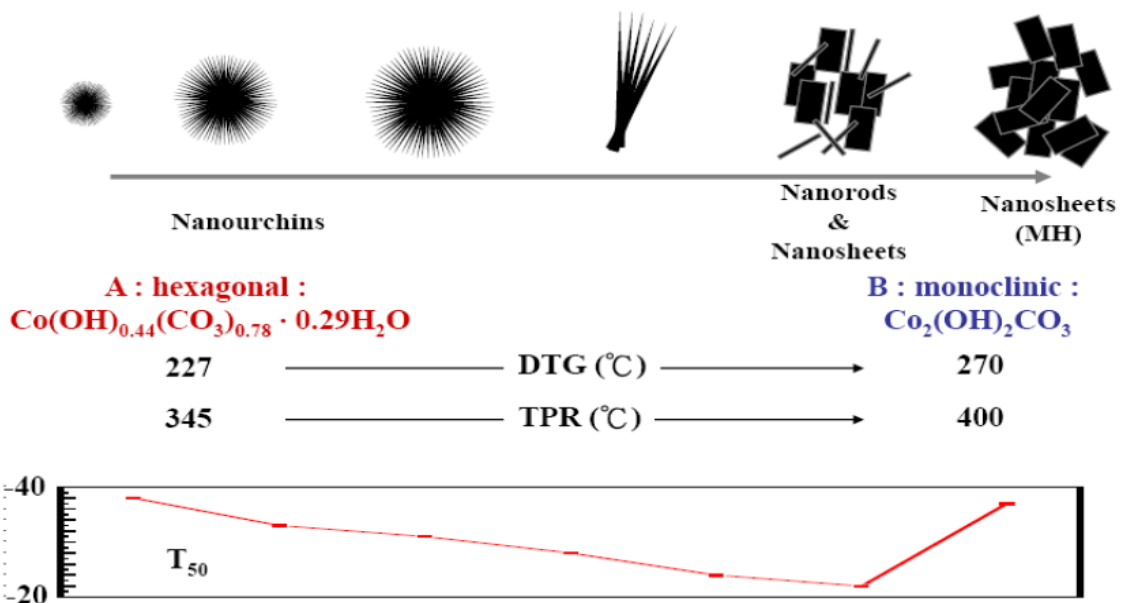 Nanourchins
Nanorods
&
Nanosheets
Nanosheets
(MH)
A : hexagonal :
Co(OH)₀.₄₄(CO₃)₀.₇₈ · 0.29H₂O
B : monoclinic :
Co₂(OH)₂CO₃
227 DTG (℃) 270
345 TPR (℃) 400
-40
T₅₀
-20